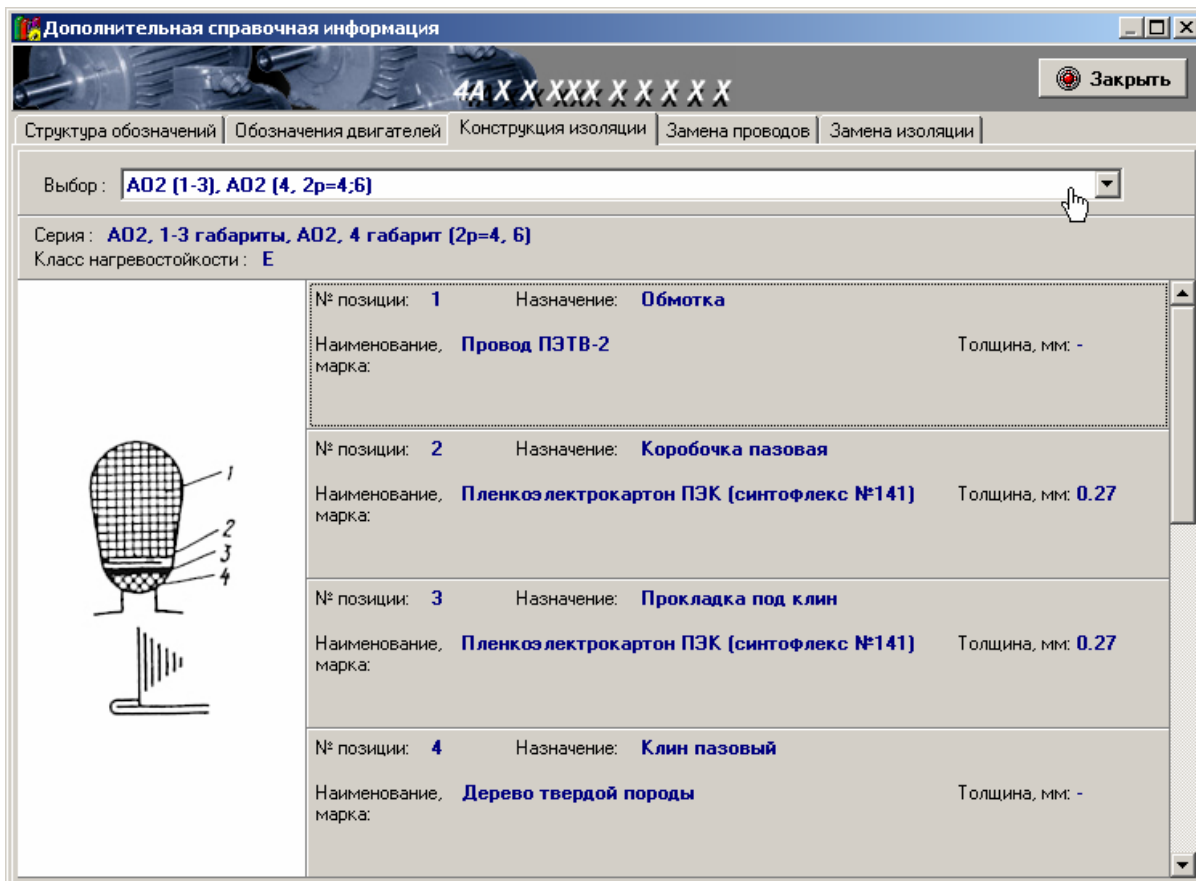 Дополнительная справочная информация
4A X X XXX X X X X X
Закрыть
Структура обозначений Обозначения двигателей Конструкция изоляции Замена проводов Замена изоляции
Выбор : АО2 (1-3), АО2 (4, 2р=4;6)
Серия : АО2, 1-3 габариты, АО2, 4 габарит (2р=4, 6)
Класс нагревостойкости : Е
№ позиции: 1 Назначение: Обмотка
Наименование, марка: Провод ПЭТВ-2 Толщина, мм: -
№ позиции: 2 Назначение: Коробочка пазовая
Наименование, марка: Пленкоэлектрокартон ПЭК (синтофлекс №141) Толщина, мм: 0.27
№ позиции: 3 Назначение: Прокладка под клин
Наименование, марка: Пленкоэлектрокартон ПЭК (синтофлекс №141) Толщина, мм: 0.27
№ позиции: 4 Назначение: Клин пазовый
Наименование, марка: Дерево твердой породы Толщина, мм: -
1
2
3
4